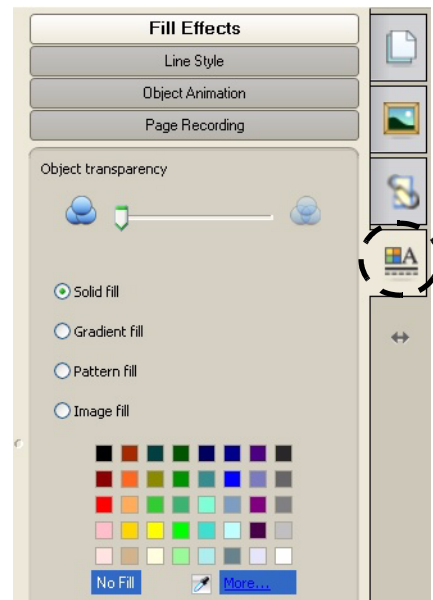 Fill Effects
Line Style
Object Animation
Page Recording
Object transparency
A
Solid fill
Gradient fill
Pattern fill
Image fill
No Fill More...